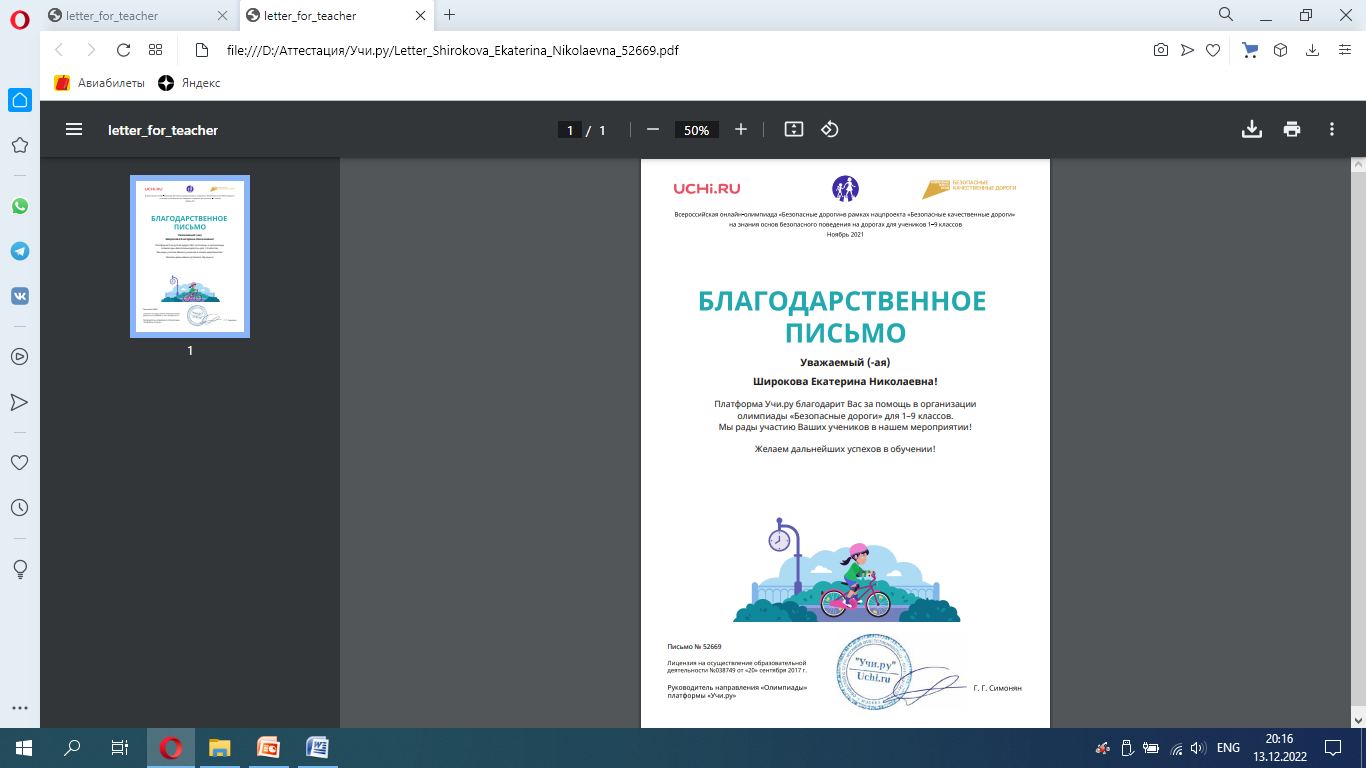 letter_for_teacher
letter_for_teacher
file:///D:/Аттестация/Учи.ру/Letter_Shirokova_Ekaterina_Nikolaevna_52669.pdf
Авиабилеты
Яндекс
letter_for_teacher
1 / 1
50%
1
UCHi.RU
БЕЗОПАСНЫЕ
КАЧЕСТВЕННЫЕ ДОРОГИ
Всероссийская онлайн-олимпиада «Безопасные дороги»в рамках нацпроекта «Безопасные качественные дороги»
на знания основ безопасного поведения на дорогах для учеников 1–9 классов
Ноябрь 2021
БЛАГОДАРСТВЕННОЕ
ПИСЬМО
Уважаемый (-ая)
Широкова Екатерина Николаевна!
Платформа Учи.ру благодарит Вас за помощь в организации
олимпиады «Безопасные дороги» для 1–9 классов.
Мы рады участию Ваших учеников в нашем мероприятии!
Желаем дальнейших успехов в обучении!
Письмо № 52669
Лицензия на осуществление образовательной
деятельности №038749 от «20» сентября 2017 г.
Руководитель направления «Олимпиады»
платформы «Учи.ру»
"Учи.ру"
Uchi.ru
Г. Г. Симонян
БЛАГОДАРСТВЕННОЕ
ПИСЬМО
ENG
20:16
13.12.2022